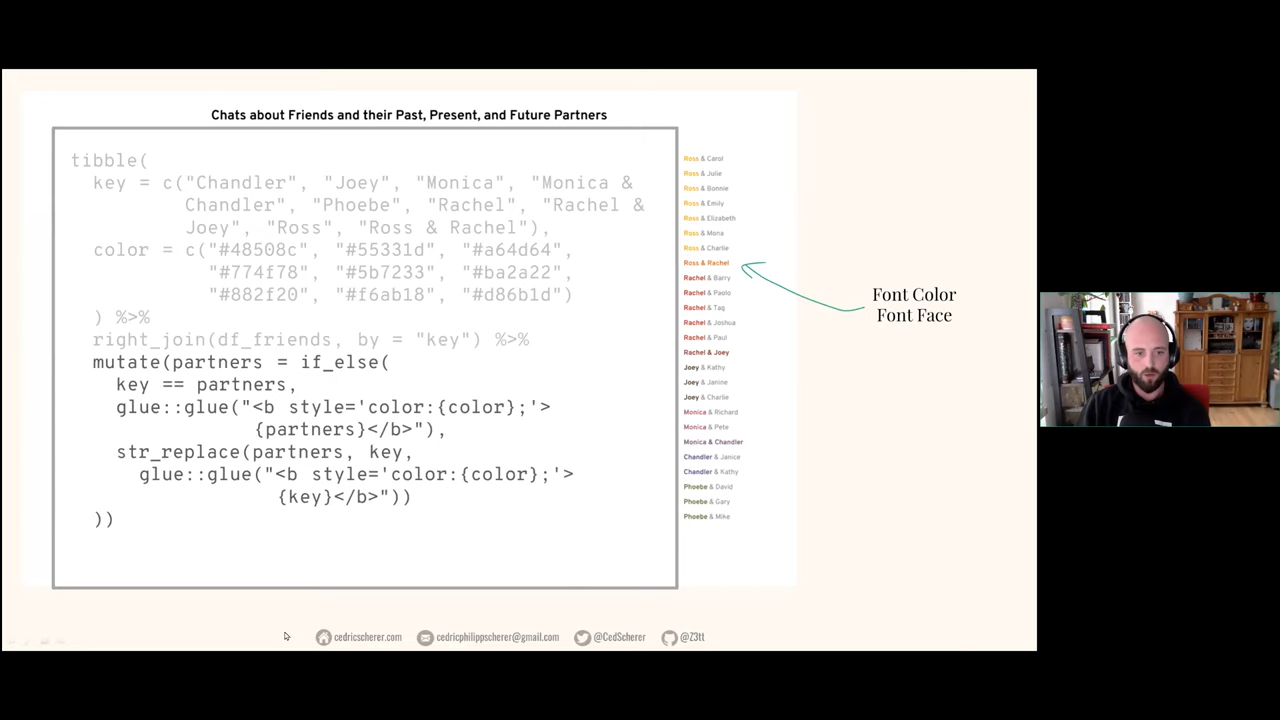 Chats about Friends and their Past, Present, and Future Partners
tibble(
key = c("Chandler", "Joey", "Monica", "Monica &
Chandler", "Phoebe", "Rachel", "Rachel &
Joey", "Ross", "Ross & Rachel"),
color = c("#48508c", "#55331d", "#a64d64",
"#774f78", "#5b7233", "#ba2a22",
"#882f20", "#f6ab18", "#d86b1d")
) %>%
right_join(df_friends, by = "key") %>%
mutate(partners = if_else(
key == partners,
glue::glue("<b style='color:{color};'>
{partners}</b>"),
str_replace(partners, key,
glue::glue("<b style='color:{color};'>
{key}</b>"))
))
Ross & Carol
Ross & Julie
Ross & Bonnie
Ross & Emily
Ross & Elizabeth
Ross & Mona
Ross & Charlie
Ross & Rachel
Rachel & Barry
Rachel & Paolo
Rachel & Tag
Rachel & Joshua
Rachel & Paul
Rachel & Joey
Joey & Kathy
Joey & Janine
Joey & Charlie
Monica & Richard
Monica & Pete
Monica & Chandler
Chandler & Janice
Chandler & Kathy
Phoebe & David
Phoebe & Gary
Phoebe & Mike
Font Color
Font Face
cedricscherer.com cedricphilippscherer@gmail.com @CedScherer @Z3tt